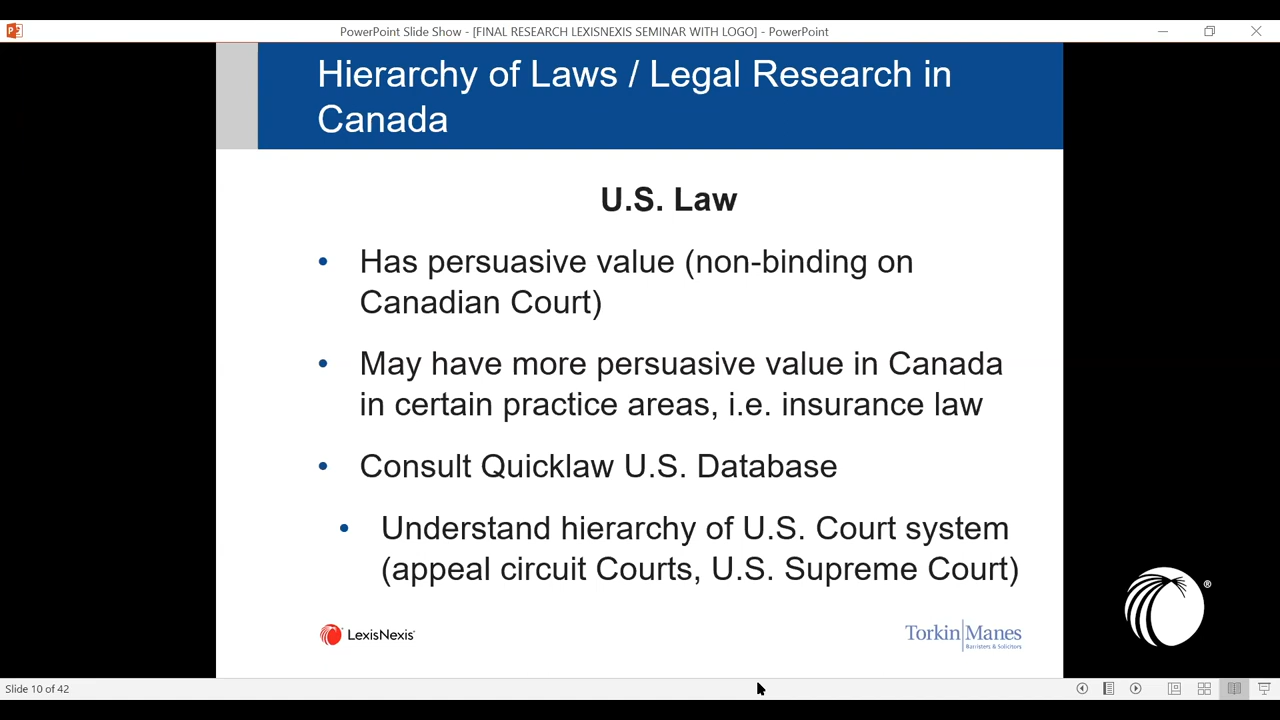 PowerPoint Slide Show - [FINAL RESEARCH LEXISNEXIS SEMINAR WITH LOGO] - PowerPoint
Hierarchy of Laws / Legal Research in
Canada
U.S. Law
• Has persuasive value (non-binding on
Canadian Court)
• May have more persuasive value in Canada
in certain practice areas, i.e. insurance law
• Consult Quicklaw U.S. Database
• Understand hierarchy of U.S. Court system
(appeal circuit Courts, U.S. Supreme Court)
LexisNexis®
Torkin|Manes
Barristers & Solicitors
®
Slide 10 of 42